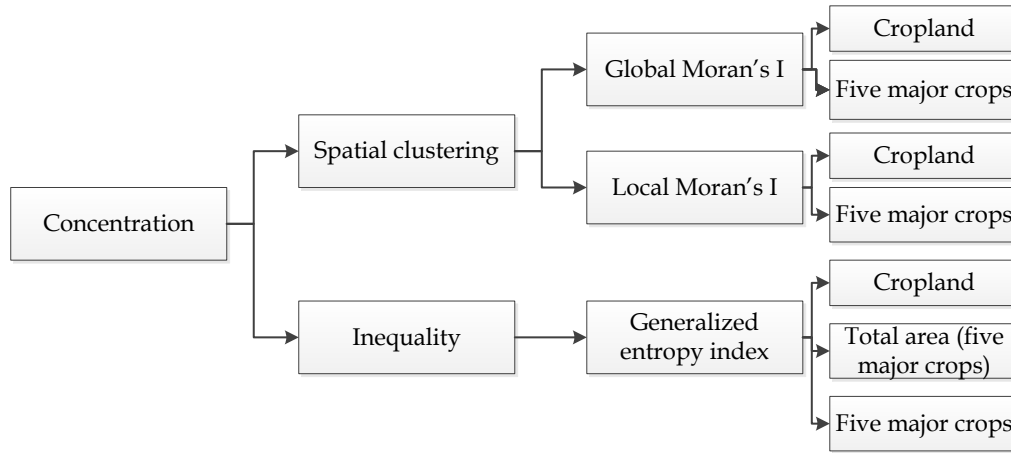 Concentration
Spatial clustering
Inequality
Global Moran's I
Local Moran's I
Generalized
entropy index
Cropland
Five major crops
Cropland
Five major crops
Cropland
Total area (five
major crops)
Five major crops